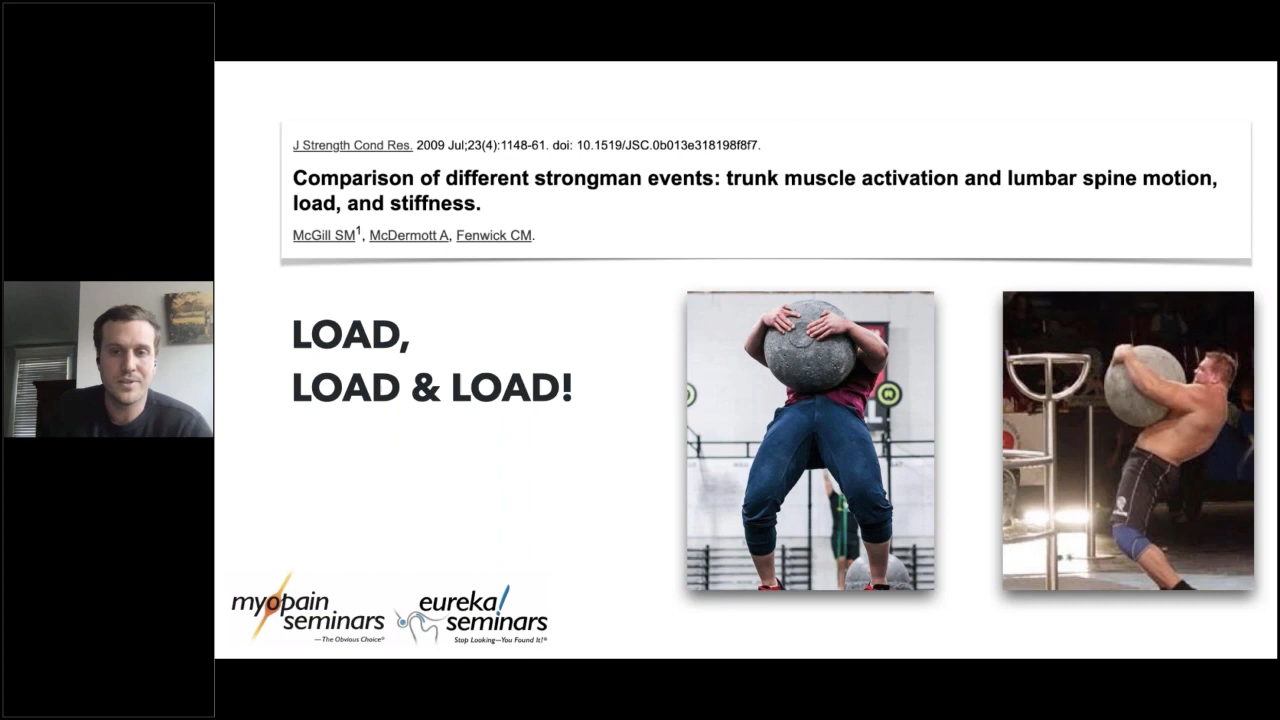 J Strength Cond Res. 2009 Jul;23(4):1148-61. doi: 10.1519/JSC.0b013e318198f8f7.
Comparison of different strongman events: trunk muscle activation and lumbar spine motion,
load, and stiffness.
McGill SM1, McDermott A, Fenwick CM.
LOAD,
LOAD & LOAD!
myopain
seminars
—The Obvious Choice®
eureka!
seminars
Stop Looking—You Found It!®